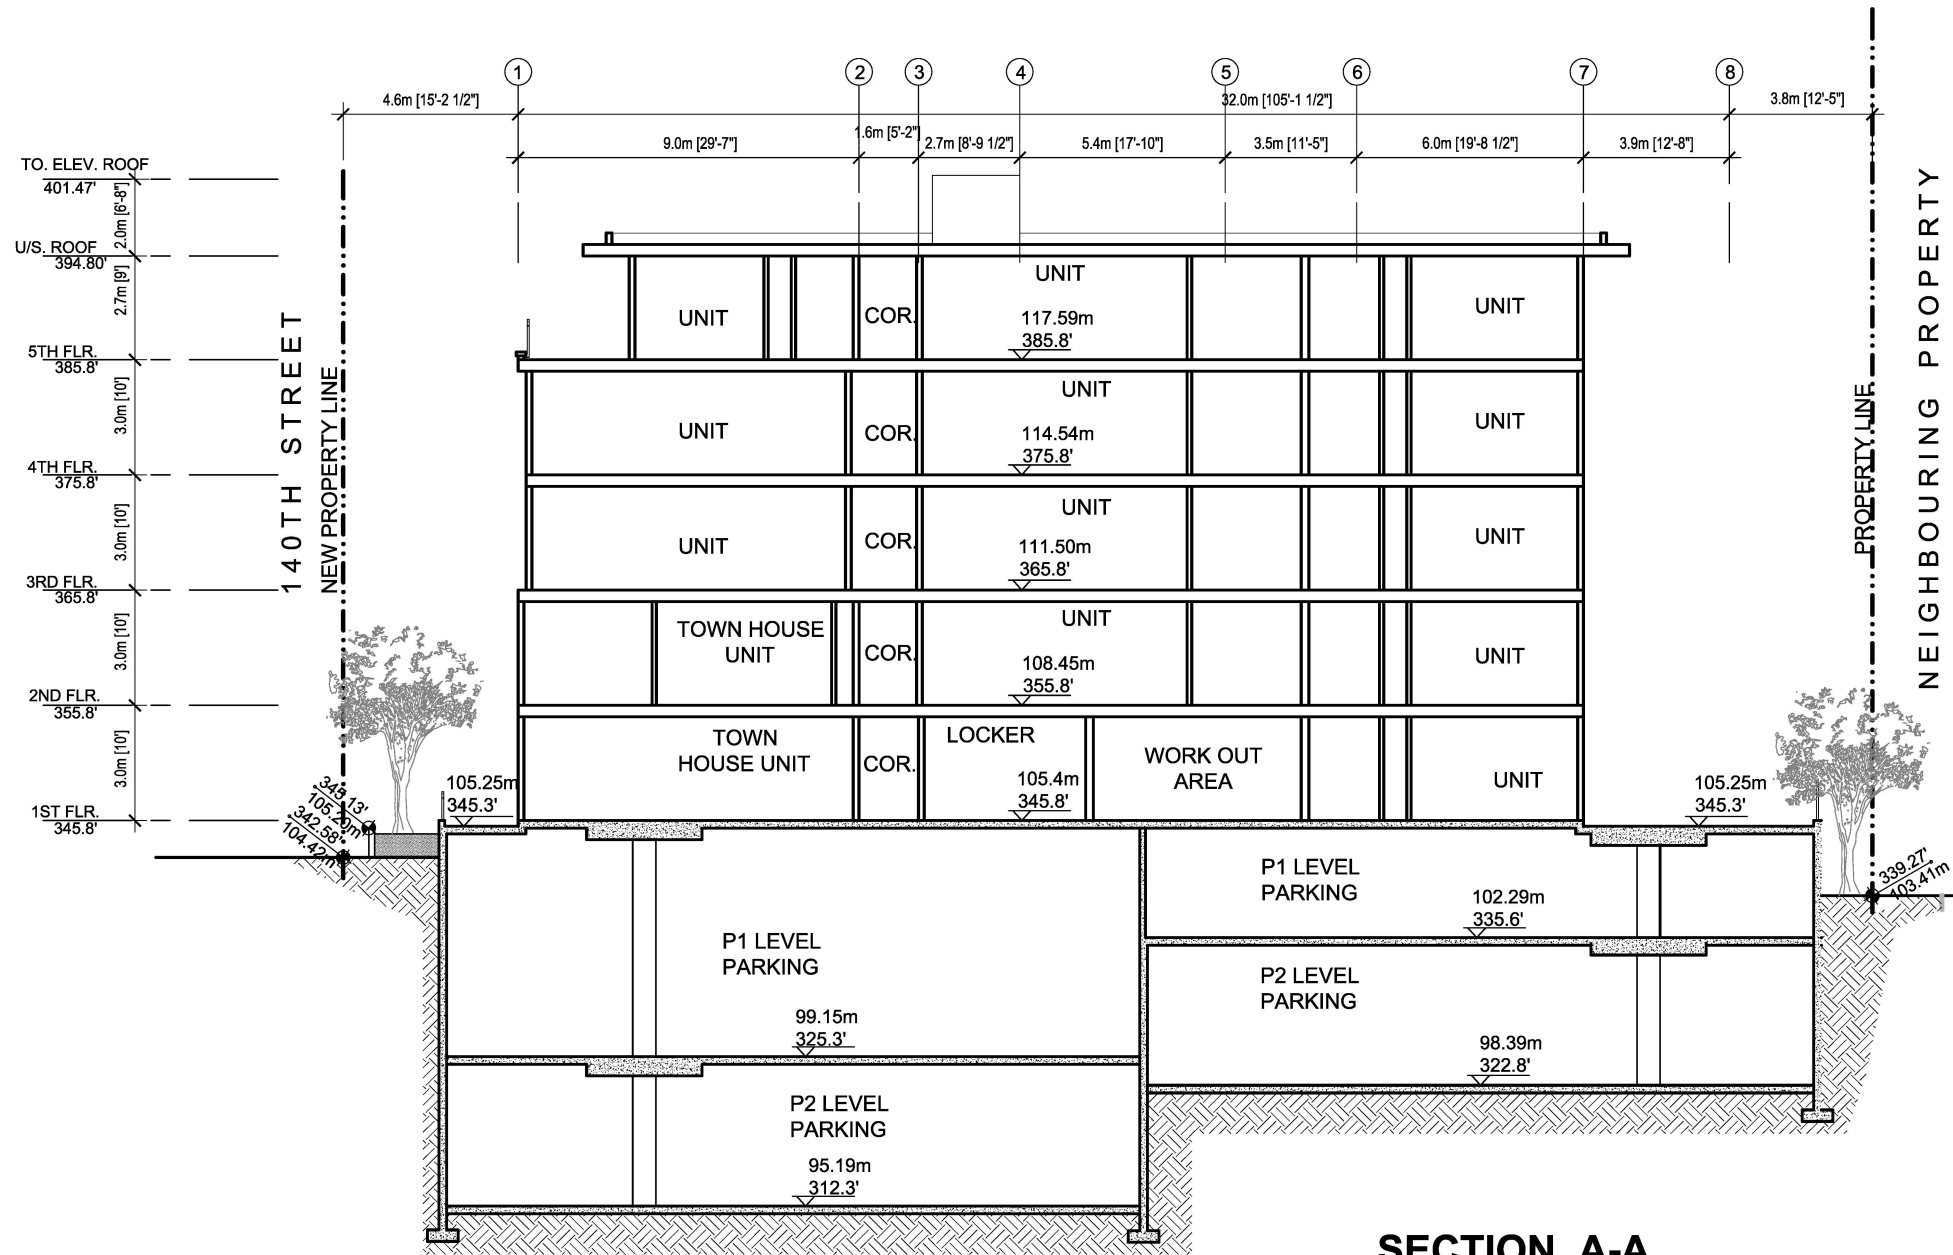 1
2
3
4
5
6
7
8
4.6m [15'-2 1/2"]
32.0m [105'-1 1/2"]
3.8m [12'-5"]
9.0m [29'-7"]
1.6m [5'-2"]
2.7m [8'-9 1/2"]
5.4m [17'-10"]
3.5m [11'-5"]
6.0m [19'-8 1/2"]
3.9m [12'-8"]
TO. ELEV. ROOF
401.47'
2.0m [6'-8"]
U/S. ROOF
394.80'
2.7m [9']
5TH FLR.
385.8'
3.0m [10']
4TH FLR.
375.8'
3.0m [10']
3RD FLR.
365.8'
3.0m [10']
2ND FLR.
355.8'
3.0m [10']
1ST FLR.
345.8'
140TH STREET
NEW PROPERTY LINE
UNIT
COR.
UNIT
117.59m
385.8'
UNIT
UNIT
COR.
UNIT
114.54m
375.8'
UNIT
UNIT
COR.
UNIT
111.50m
365.8'
UNIT
TOWN HOUSE
UNIT
COR.
UNIT
108.45m
355.8'
UNIT
TOWN
HOUSE UNIT
COR.
LOCKER
105.4m
345.8'
WORK OUT
AREA
UNIT
PROPERTY LINE
NEIGHBOURING PROPERTY
345.13'
105.20m
342.58'
104.42m
105.25m
345.3'
105.25m
345.3'
339.27'
103.41m
P1 LEVEL
PARKING
99.15m
325.3'
P2 LEVEL
PARKING
95.19m
312.3'
P1 LEVEL
PARKING
102.29m
335.6'
P2 LEVEL
PARKING
98.39m
322.8'
SECTION A-A